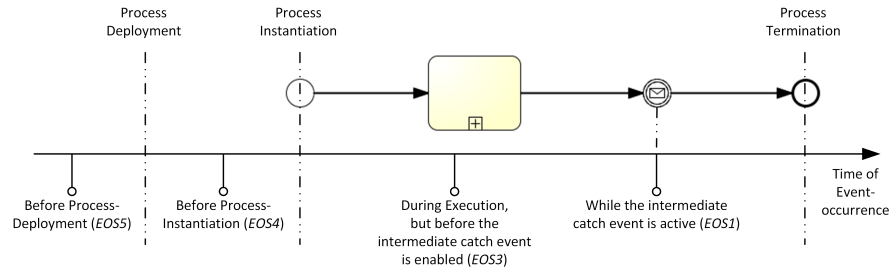 Process
Deployment
Process
Instantiation
Process
Termination
Before Process-
Deployment (EOS5)
Before Process-
Instantiation (EOS4)
During Execution,
but before the
intermediate catch event
is enabled (EOS3)
While the intermediate
catch event is active (EOS1)
Time of
Event-
occurrence